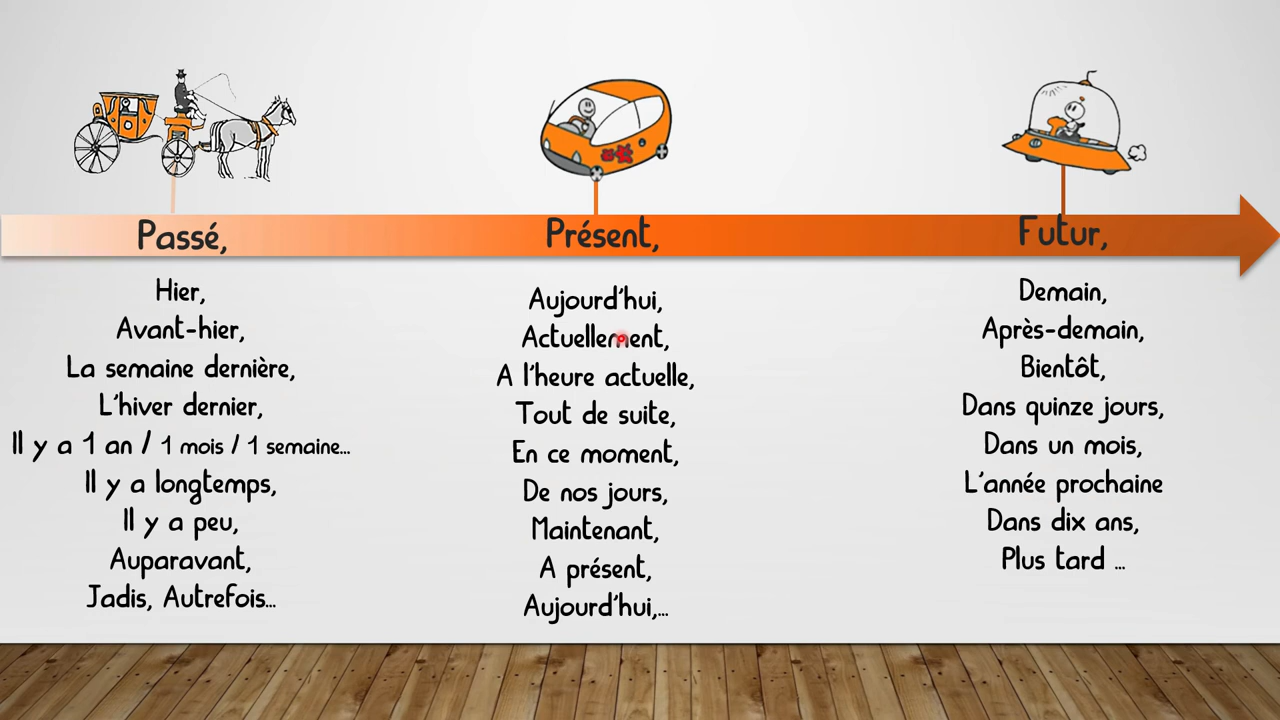 Passé,
Hier,
Avant-hier,
La semaine dernière,
L'hiver dernier,
Il y a 1 an / 1 mois / 1 semaine...
Il y a longtemps,
Il y a peu,
Auparavant,
Jadis, Autrefois...
Présent,
Aujourd'hui,
Actuellement,
A l'heure actuelle,
Tout de suite,
En ce moment,
De nos jours,
Maintenant,
A présent,
Aujourd'hui,...
Futur,
Demain,
Après-demain,
Bientôt,
Dans quinze jours,
Dans un mois,
L'année prochaine
Dans dix ans,
Plus tard ...